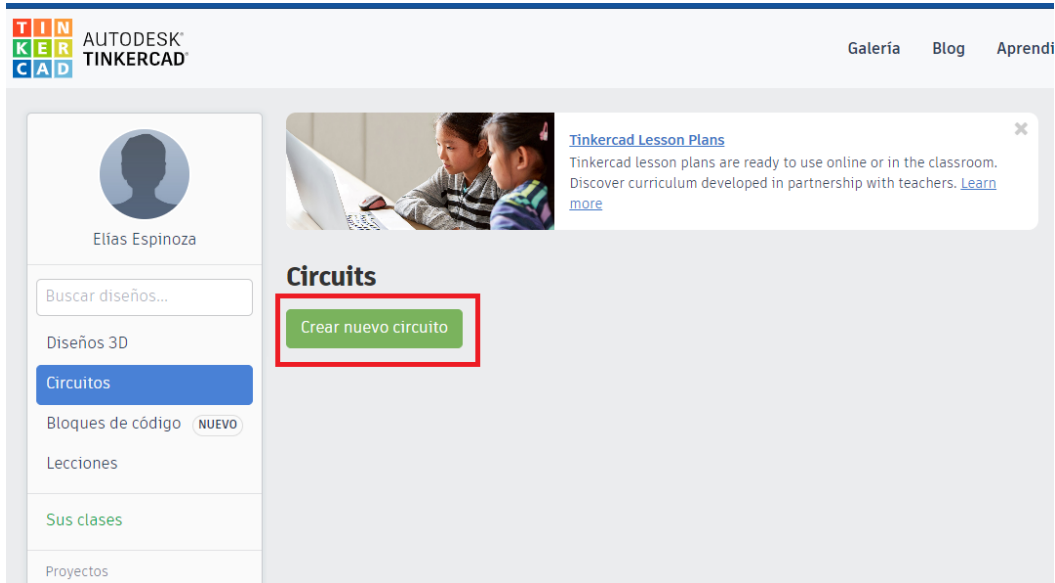 TIN
KER
CAD
AUTODESK®
TINKERCAD®
Galería
Blog
Aprendi
Elías Espinoza
Buscar diseños...
Diseños 3D
Circuitos
Bloques de código NUEVO
Lecciones
Sus clases
Proyectos
Tinkercad Lesson Plans
Tinkercad lesson plans are ready to use online or in the classroom.
Discover curriculum developed in partnership with teachers. Learn
more
Circuits
Crear nuevo circuito